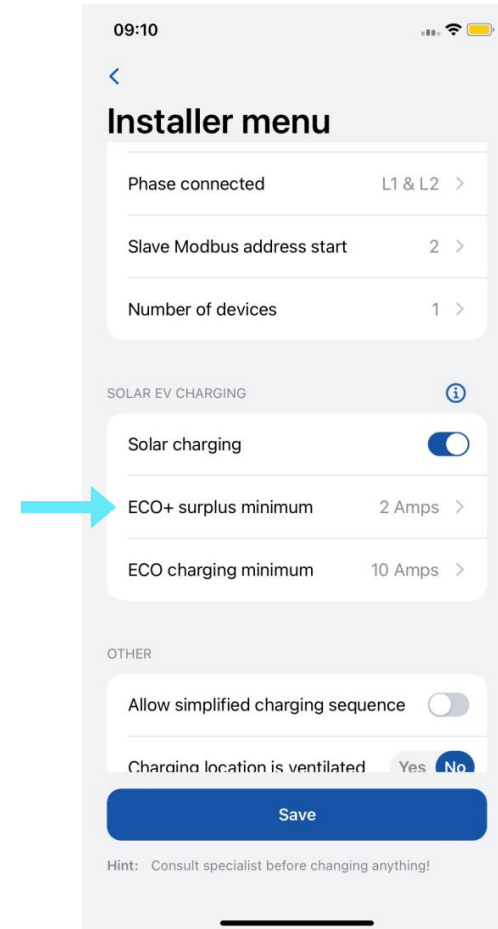 09:10
Installer menu
Phase connected L1 & L2
Slave Modbus address start 2
Number of devices 1
SOLAR EV CHARGING
Solar charging
ECO+ surplus minimum 2 Amps
ECO charging minimum 10 Amps
OTHER
Allow simplified charging sequence
Charging location is ventilated Yes No
Save
Hint: Consult specialist before changing anything!